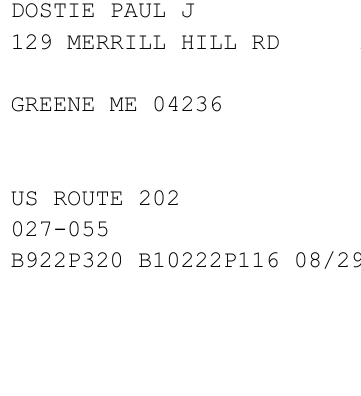 DOSTIE PAUL J
129 MERRILL HILL RD
GREENE ME 04236
US ROUTE 202
027-055
B922P320 B10222P116 08/29